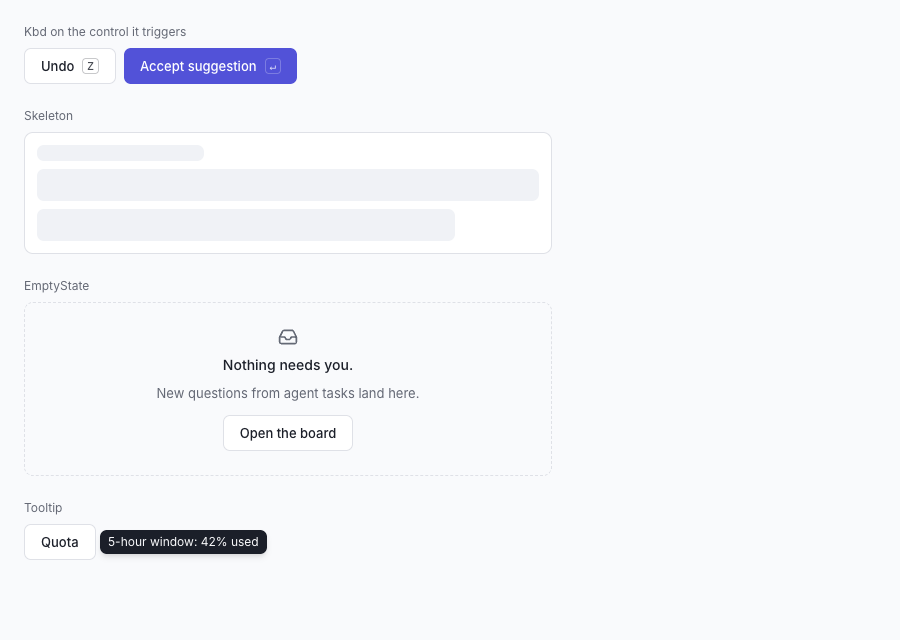 Kbd on the control it triggers
Undo Z Accept suggestion ↵
Skeleton
EmptyState
Nothing needs you.
New questions from agent tasks land here.
Open the board
Tooltip
Quota 5-hour window: 42% used